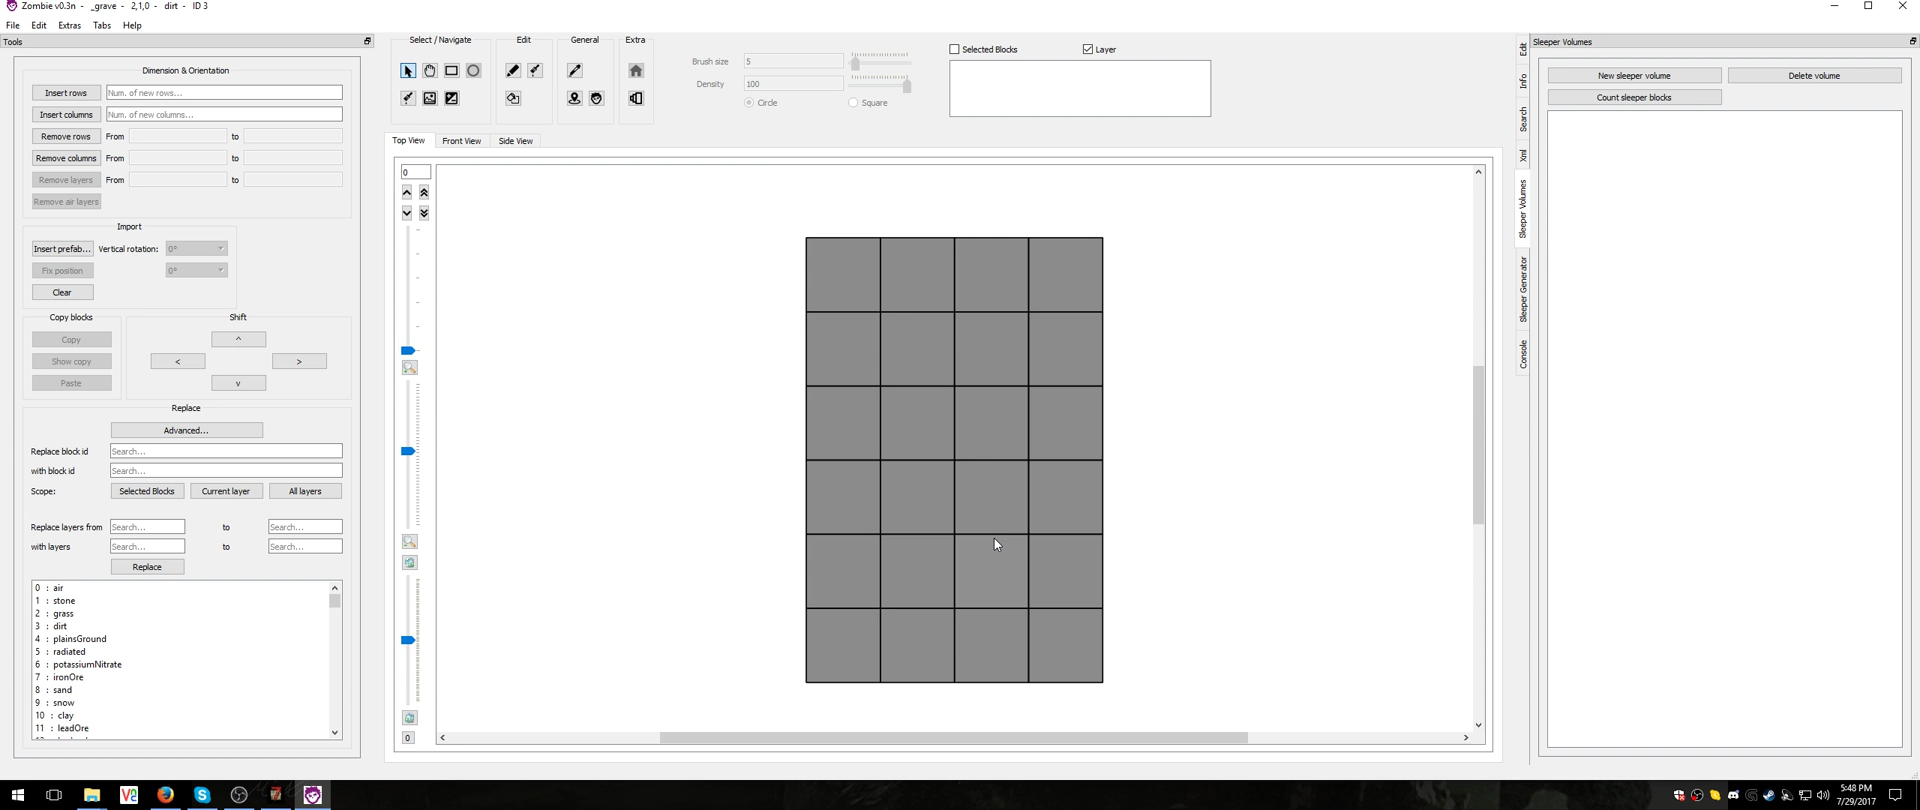 Zombie v0.3n - _grave - 2,1,0 - dirt - ID 3
File Edit Extras Tabs Help
Tools
Dimension & Orientation
Insert rows Num. of new rows...
Insert columns Num. of new columns...
Remove rows From to
Remove columns From to
Remove layers From to
Remove air layers
Import
Insert prefab... Vertical rotation: 0°
Fix position 0°
Clear
Copy blocks Shift
Copy ^
Show copy < >
Paste v
Replace
Advanced...
Replace block id Search...
with block id Search...
Scope: Selected Blocks Current layer All layers
Replace layers from Search... to Search...
with layers Search... to Search...
Replace
0 : air
1 : stone
2 : grass
3 : dirt
4 : plainsGround
5 : radiated
6 : potassiumNitrate
7 : ironOre
8 : sand
9 : snow
10 : clay
11 : leadOre
Select / Navigate Edit General Extra
Brush size 5
Density 100
Circle Square
Selected Blocks Layer
Top View Front View Side View
0
0
Edit
Info
Search
Xml
Sleeper Volumes
Sleeper Generator
Console
Sleeper Volumes
New sleeper volume Delete volume
Count sleeper blocks
5:48 PM
7/29/2017